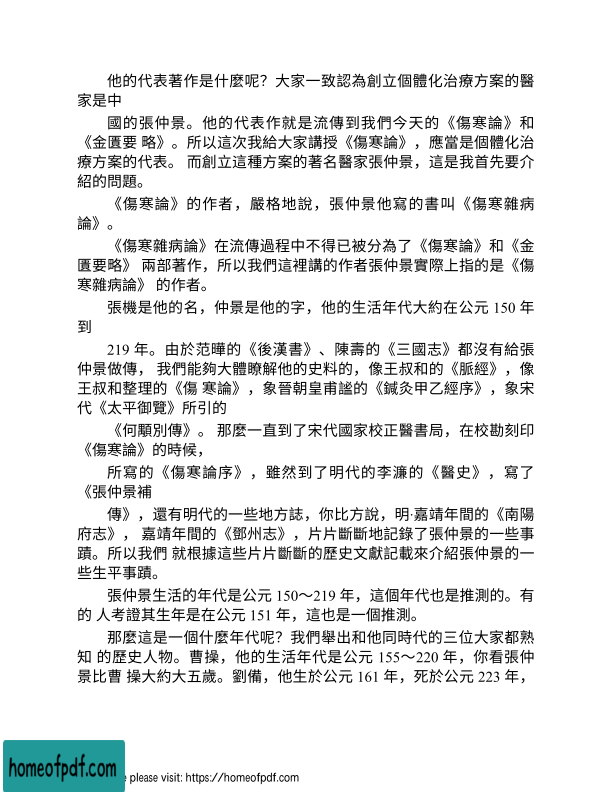 他的代表著作是什麼呢？大家一致認為創立個體化治療方案的醫
家是中
國的張仲景。他的代表作就是流傳到我們今天的《傷寒論》和
《金匱要 略》。所以這次我給大家講授《傷寒論》，應當是個體化治
療方案的代表。 而創立這種方案的著名醫家張仲景，這是我首先要介
紹的問題。
《傷寒論》的作者，嚴格地說，張仲景他寫的書叫《傷寒雜病
論》。
《傷寒雜病論》在流傳過程中不得已被分為了《傷寒論》和《金
匱要略》 兩部著作，所以我們這裡講的作者張仲景實際上指的是《傷
寒雜病論》 的作者。
張機是他的名，仲景是他的字，他的生活年代大約在公元 150 年
到
219 年。由於范曄的《後漢書》、陳壽的《三國志》都沒有給張
仲景做傳， 我們能夠大體瞭解他的史料的，像王叔和的《脈經》，像
王叔和整理的《傷 寒論》，象晉朝皇甫謐的《鍼灸甲乙經序》，象宋
代《太平御覽》所引的
《何顒別傳》。 那麼一直到了宋代國家校正醫書局，在校勘刻印
《傷寒論》的時候，
所寫的《傷寒論序》，雖然到了明代的李濂的《醫史》，寫了
《張仲景補
傳》，還有明代的一些地方誌，你比方說，明·嘉靖年間的《南陽
府志》， 嘉靖年間的《鄧州志》，片片斷斷地記錄了張仲景的一些事
蹟。所以我們 就根據這些片片斷斷的歷史文獻記載來介紹張仲景的一
些生平事蹟。
張仲景生活的年代是公元 150～219 年，這個年代也是推測的。有
的 人考證其生年是在公元 151 年，這也是一個推測。
那麼這是一個什麼年代呢？我們舉出和他同時代的三位大家都熟
知 的歷史人物。曹操，他的生活年代是公元 155～220 年，你看張仲
景比曹 操大約大五歲。劉備，他生於公元 161 年，死於公元 223 年，
homeofpdf.com
e please visit: https://homeofpdf.com